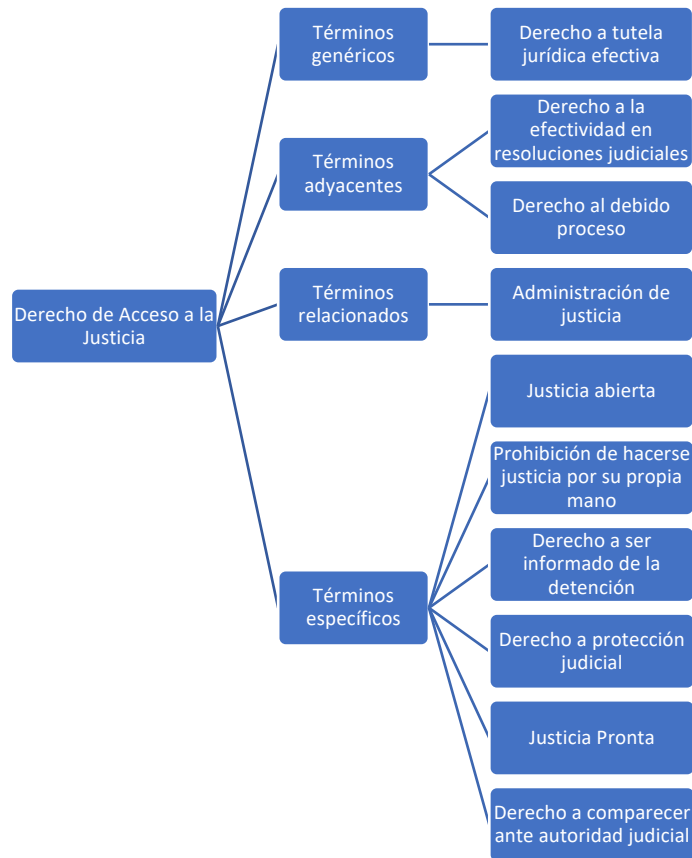 Términos
genéricos
Derecho a tutela
jurídica efectiva
Términos
adyacentes
Derecho a la
efectividad en
resoluciones judiciales
Derecho al debido
proceso
Derecho de Acceso a la
Justicia
Términos
relacionados
Administración de
justicia
Términos
específicos
Justicia abierta
Prohibición de hacerse
justicia por su propia
mano
Derecho a ser
informado de la
detención
Derecho a protección
judicial
Justicia Pronta
Derecho a comparecer
ante autoridad judicial